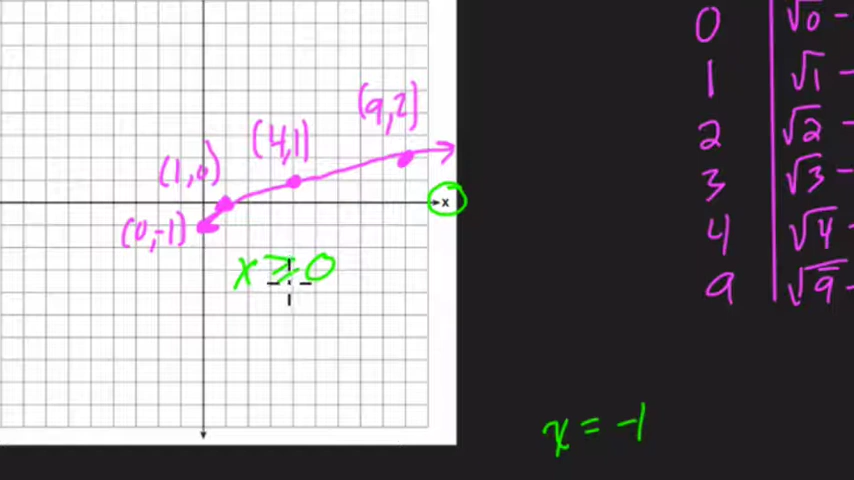 0 √0 -
1 √1 -
(9,2)
(4,1)
2 √2 -
(1,0)
3 √3 -
x
(0,-1)
4 √4 -
x ≥ 0
9 √9 -
x = -1